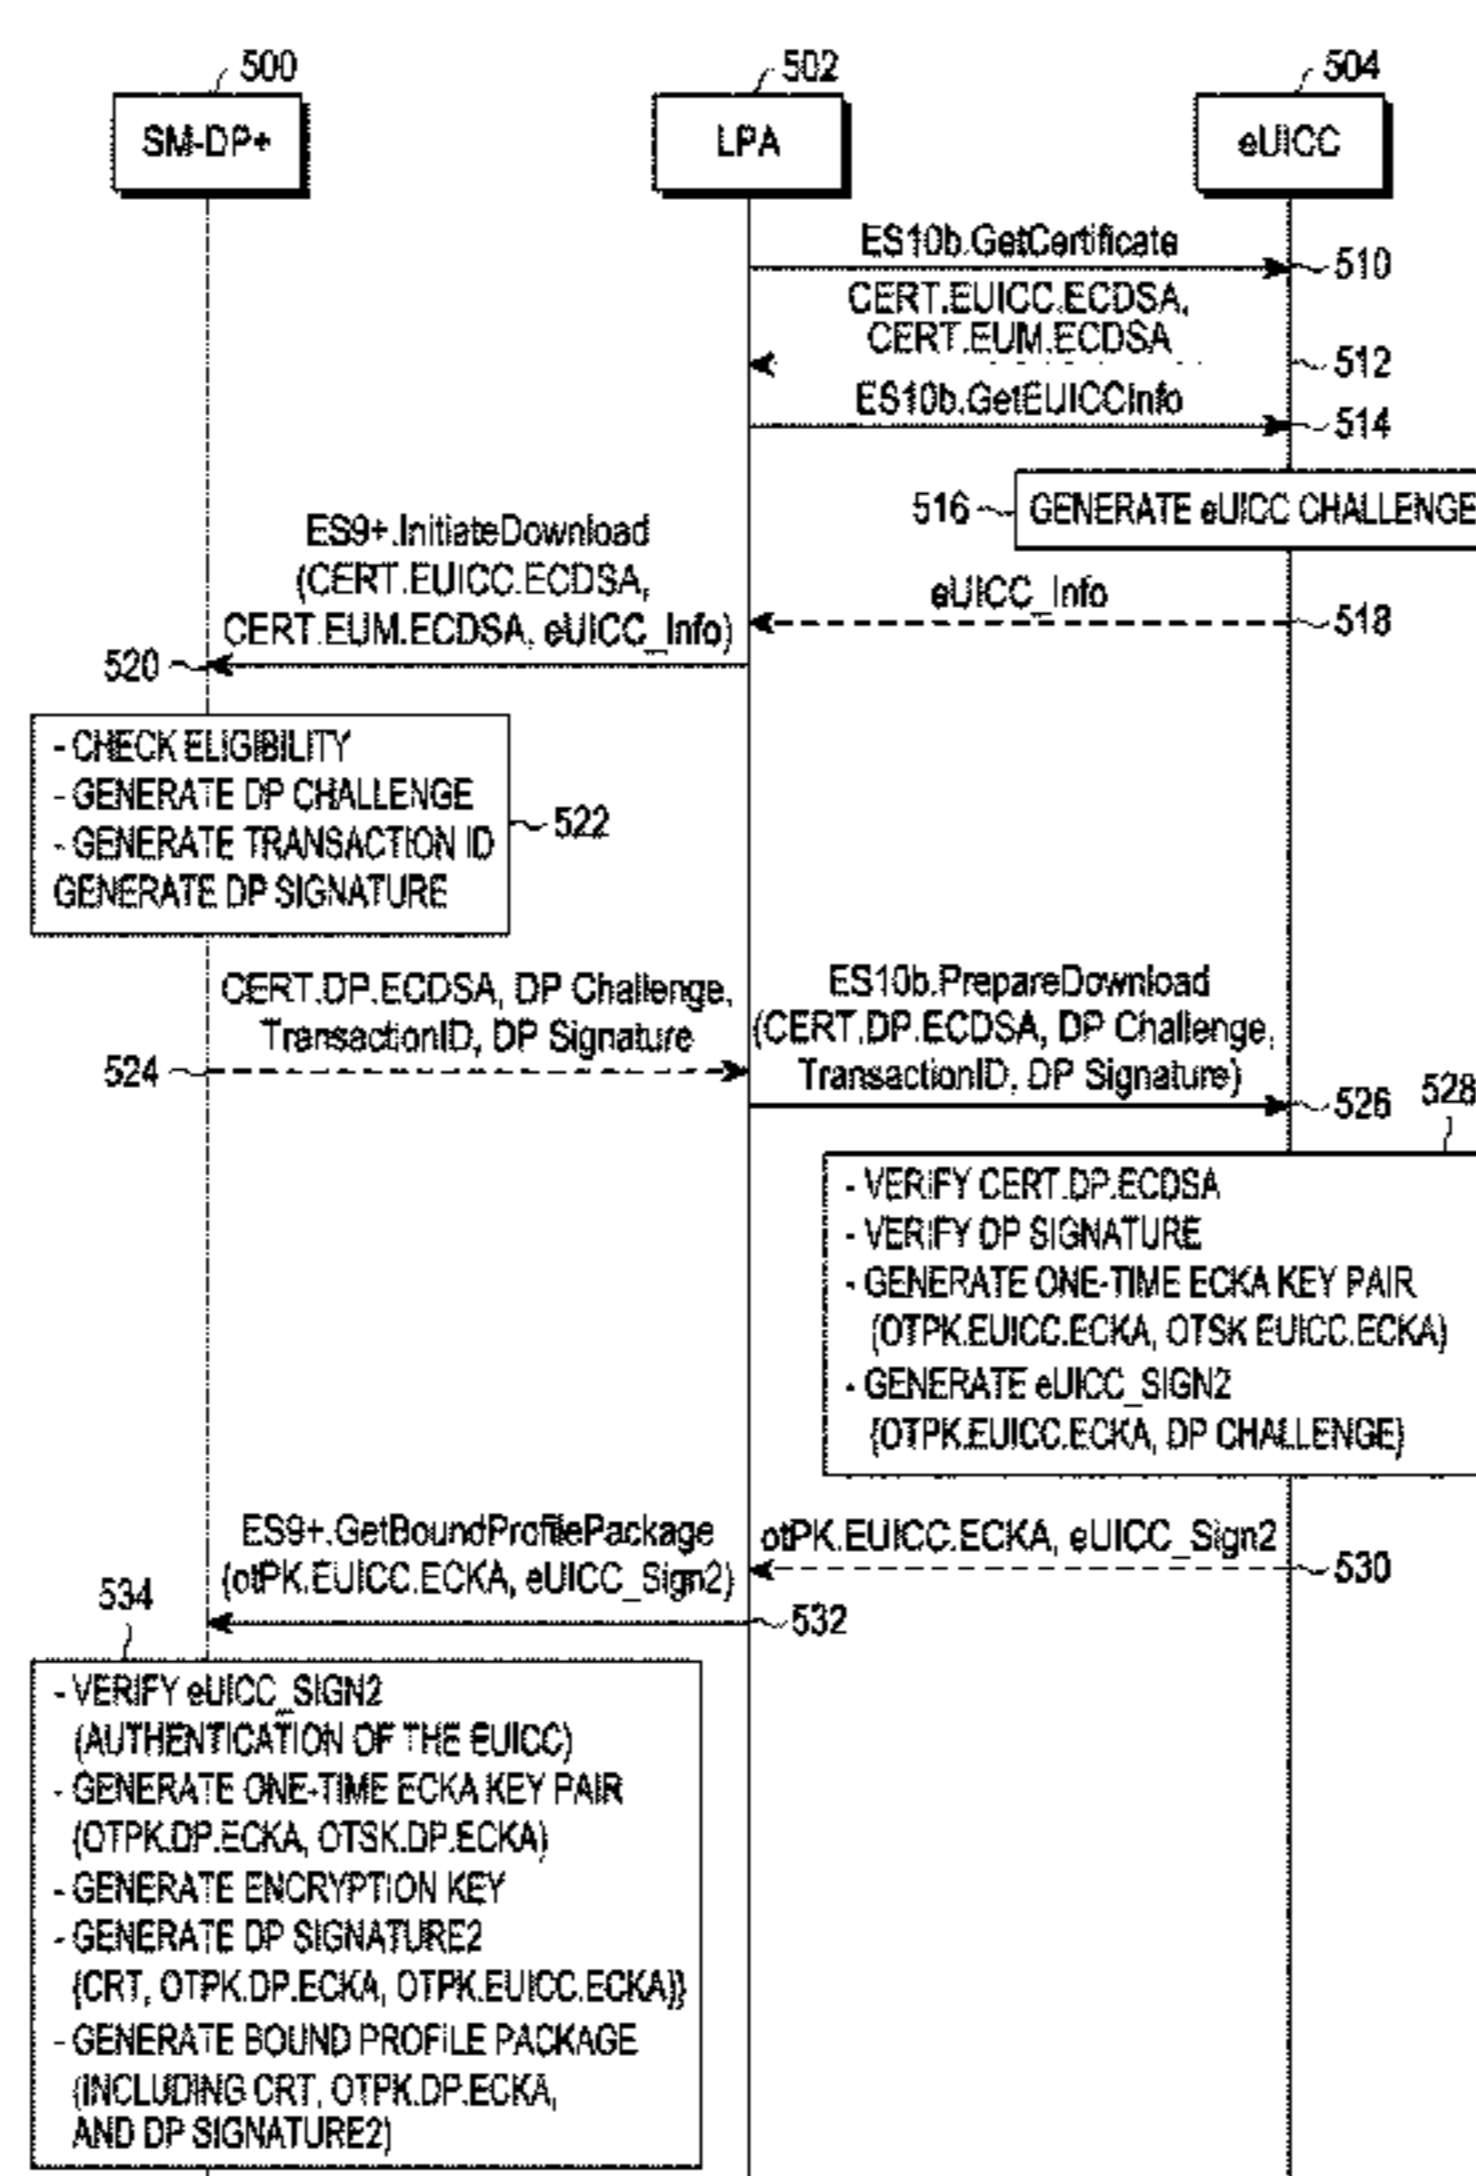 500
502
504
SM-DP+
LPA
eUICC
ES10b.GetCertificate
510
CERT.EUICC.ECDSA,
CERT.EUM.ECDSA
512
ES10b.GetEUICCInfo
514
516
GENERATE eUICC CHALLENGE
ES9+.InitiateDownload
(CERT.EUICC.ECDSA,
CERT.EUM.ECDSA, eUICC_Info)
eUICC_Info
518
520
- CHECK ELIGIBILITY
- GENERATE DP CHALLENGE
- GENERATE TRANSACTION ID
GENERATE DP SIGNATURE
522
CERT.DP.ECDSA, DP Challenge,
TransactionID, DP Signature
524
ES10b.PrepareDownload
(CERT.DP.ECDSA, DP Challenge,
TransactionID, DP Signature)
526
528
- VERIFY CERT.DP.ECDSA
- VERIFY DP SIGNATURE
- GENERATE ONE-TIME ECKA KEY PAIR
(OTPK.EUICC.ECKA, OTSK EUICC.ECKA)
- GENERATE eUICC_SIGN2
{OTPK.EUICC.ECKA, DP CHALLENGE}
ES9+.GetBoundProfilePackage
(otPK.EUICC.ECKA, eUICC_Sign2)
otPK.EUICC.ECKA, eUICC_Sign2
530
532
534
- VERIFY eUICC_SIGN2
(AUTHENTICATION OF THE EUICC)
- GENERATE ONE-TIME ECKA KEY PAIR
(OTPK.DP.ECKA, OTSK.DP.ECKA)
- GENERATE ENCRYPTION KEY
- GENERATE DP SIGNATURE2
{CRT, OTPK.DP.ECKA, OTPK.EUICC.ECKA)}
- GENERATE BOUND PROFILE PACKAGE
(INCLUDING CRT, OTPK.DP.ECKA,
AND DP SIGNATURE2)